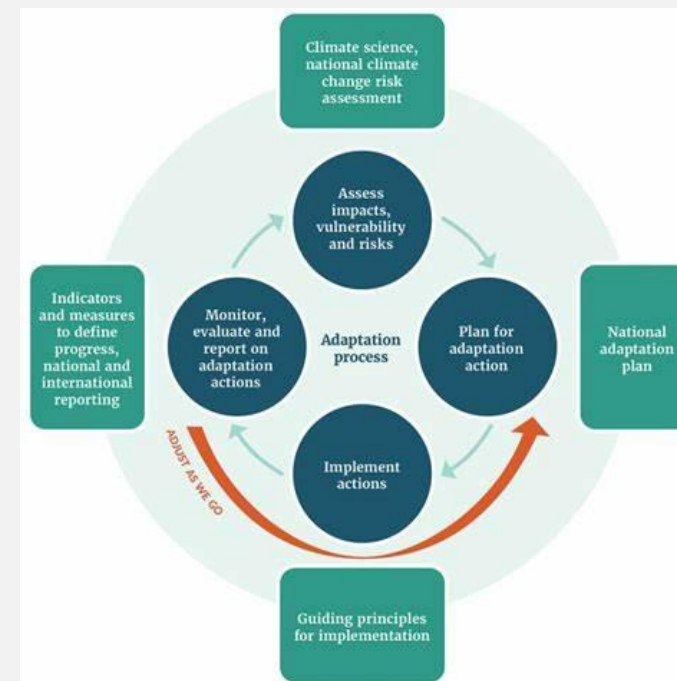 Climate science,
national climate
change risk
assessment
Assess
impacts,
vulnerability
and risks
Indicators
and measures
to define
progress,
national and
international
reporting
Monitor,
evaluate and
report on
adaptation
actions
Adaptation
process
Plan for
adaptation
action
National
adaptation
plan
Implement
actions
ADJUST AS WE GO
Guiding principles
for implementation